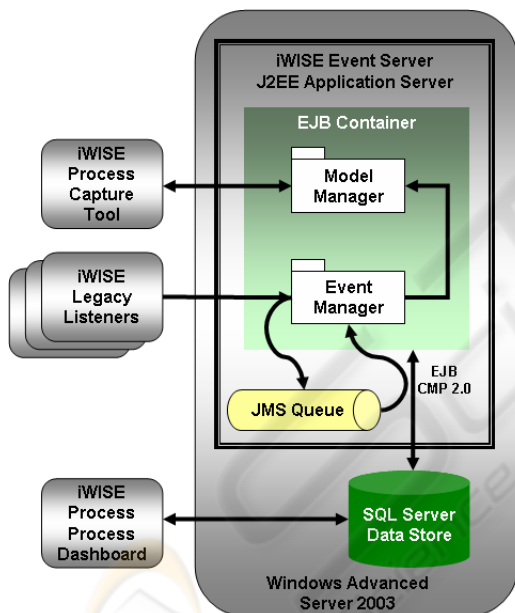 iWISE Event Server
J2EE Application Server
EJB Container
iWISE
Process
Capture
Tool
Model
Manager
iWISE
Legacy
Listeners
Event
Manager
EJB
CMP 2.0
JMS Queue
iWISE
Process
Process
Dashboard
SQL Server
Data Store
Windows Advanced
Server 2003